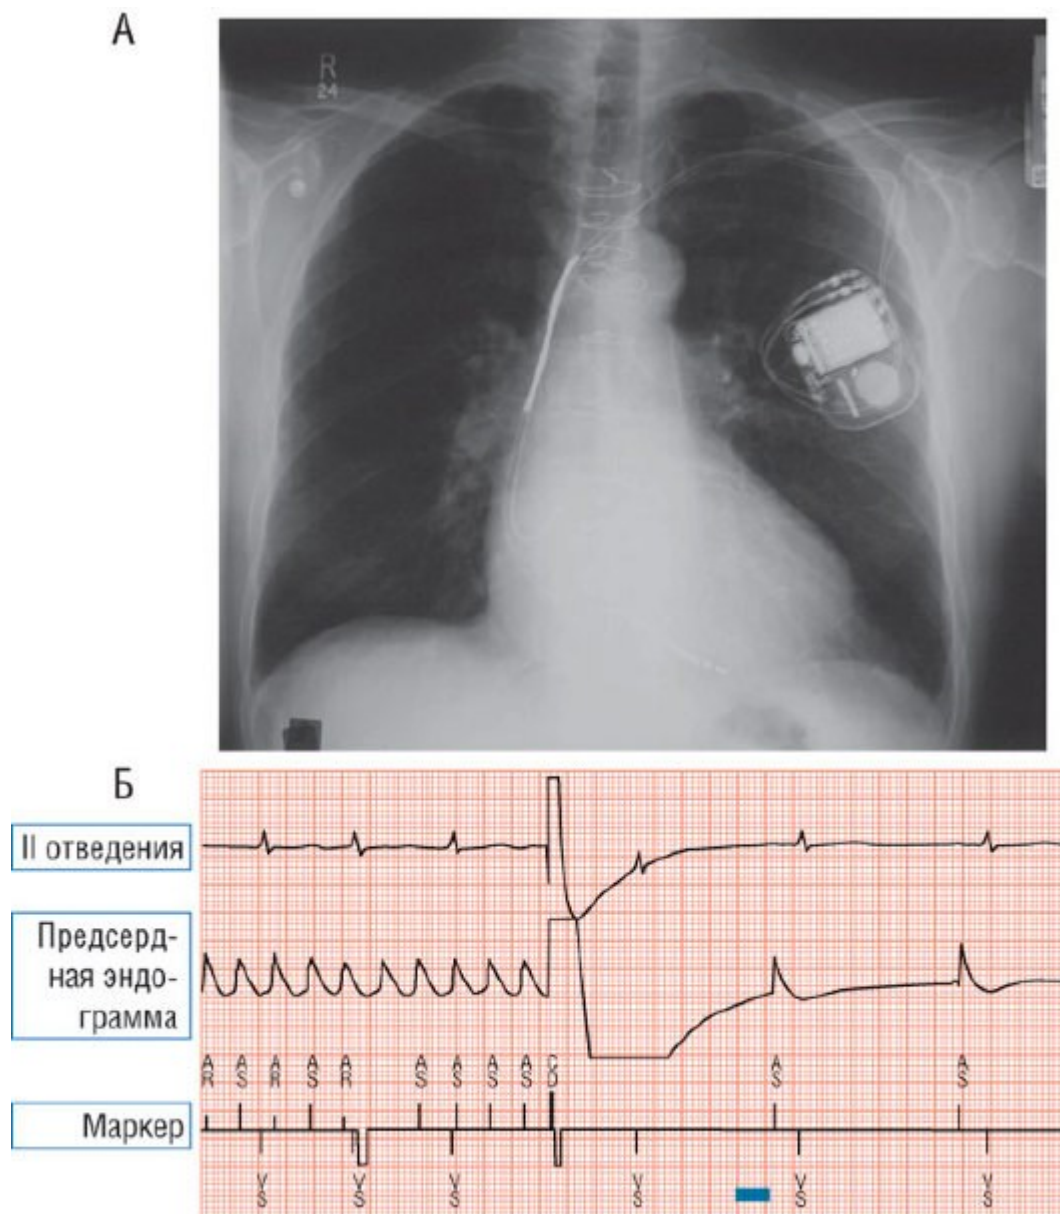 А
R
24
Б
II отведения
Предсерд-
ная эндо-
грамма
A A A A A A A A A C A A
R S R S R S S S S D S S
Маркер
V V V V V V
S S S S S S